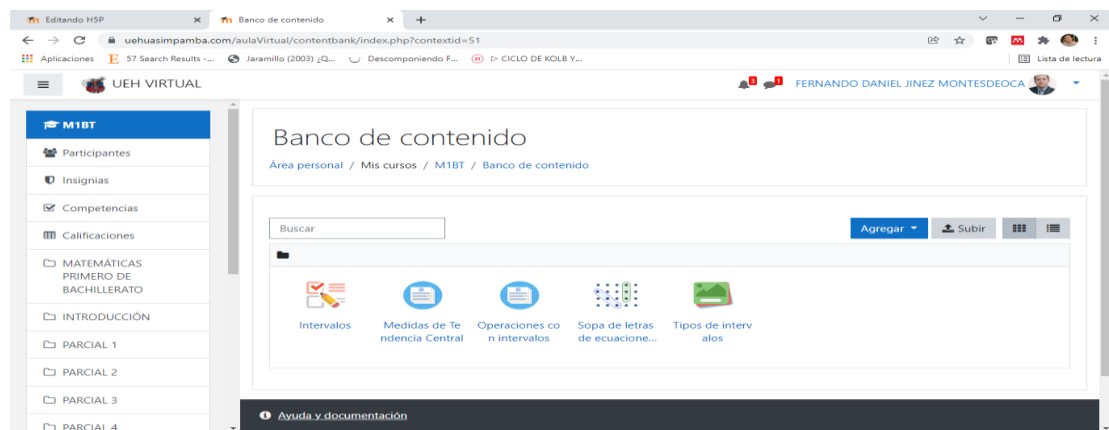 Editando H5P
Banco de contenido
uehuasimpamba.com/aulaVirtual/contentbank/index.php?contextid=51
Aplicaciones
57 Search Results -...
Jaramillo (2003) ¿Q...
Descomponiendo F...
▷ CICLO DE KOLB Y...
Lista de lectura
UEH VIRTUAL
3
1
FERNANDO DANIEL JINEZ MONTESDEOCA
M1BT
Participantes
Insignias
Competencias
Calificaciones
MATEMÁTICAS
PRIMERO DE
BACHILLERATO
INTRODUCCIÓN
PARCIAL 1
PARCIAL 2
PARCIAL 3
PARCIAL 4
Banco de contenido
Área personal / Mis cursos / M1BT / Banco de contenido
Buscar
Agregar
Subir
Intervalos
Medidas de Te
ndencia Central
Operaciones co
n intervalos
Sopa de letras
de ecuacione...
Tipos de interv
alos
Ayuda y documentación